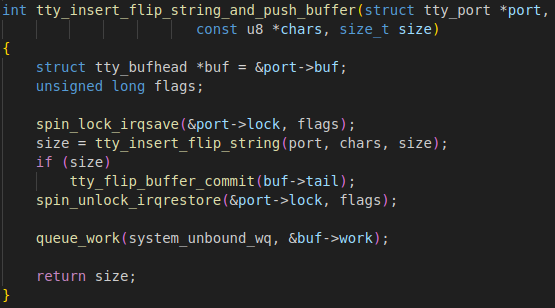 int tty_insert_flip_string_and_push_buffer(struct tty_port *port,
const u8 *chars, size_t size)
{
struct tty_bufhead *buf = &port->buf;
unsigned long flags;
spin_lock_irqsave(&port->lock, flags);
size = tty_insert_flip_string(port, chars, size);
if (size)
tty_flip_buffer_commit(buf->tail);
spin_unlock_irqrestore(&port->lock, flags);
queue_work(system_unbound_wq, &buf->work);
return size;
}